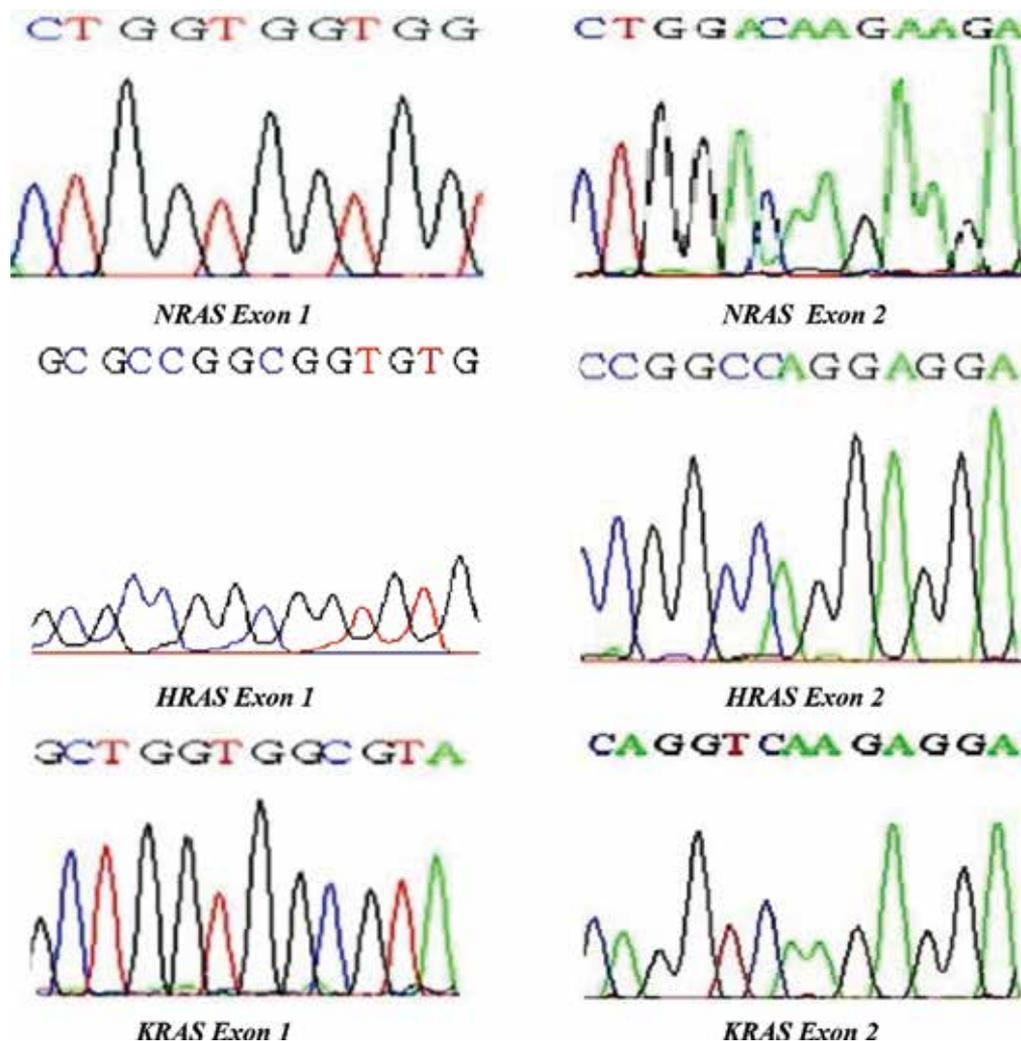 CTGGTGGTGG
CTGGACAAGAAGA
NRAS Exon 1
NRAS Exon 2
GCGCCGGCGGTGTG
CCGGCCAGGAGGA
HRAS Exon 1
HRAS Exon 2
GCTGGTGGCGTA
CAGGTCAAGAGGA
KRAS Exon 1
KRAS Exon 2